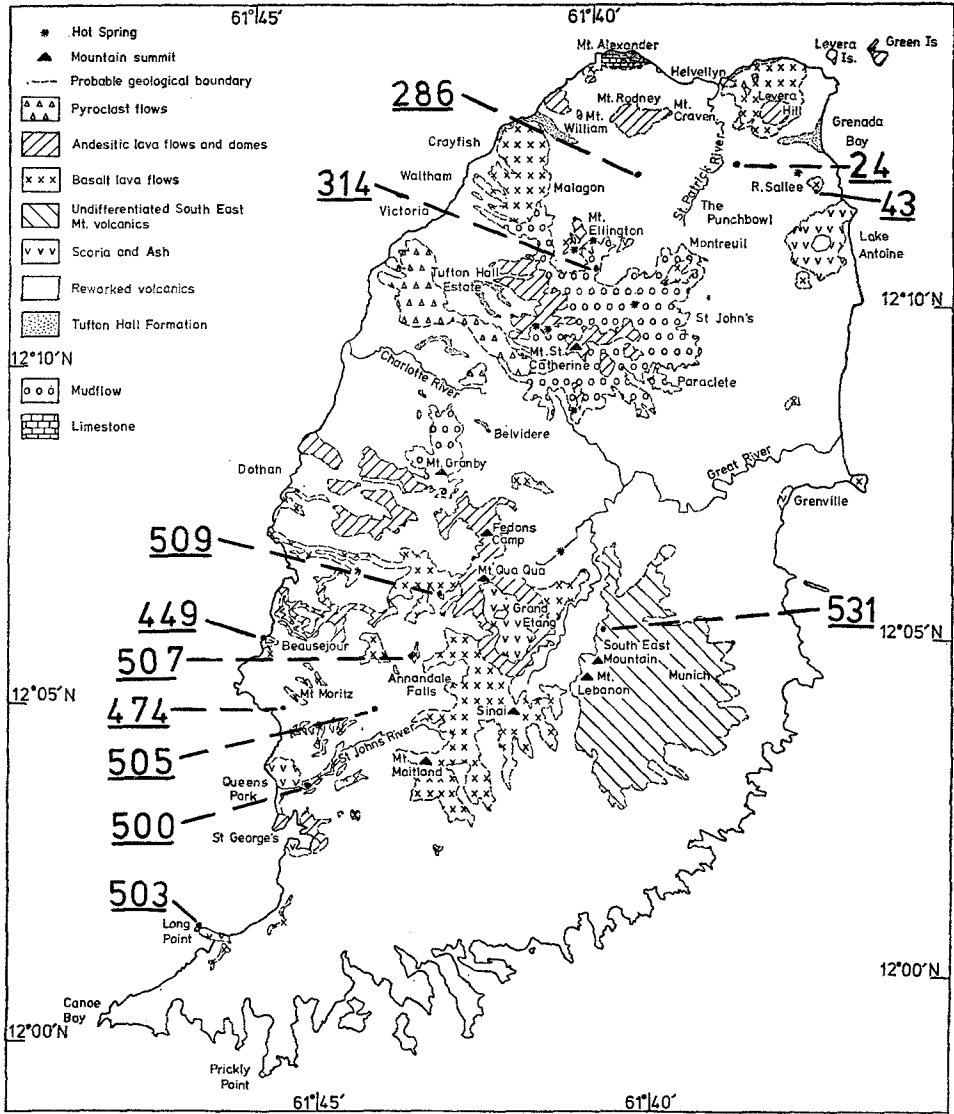 61°45′
61°40′
Hot Spring
Mountain summit
Probable geological boundary
Pyroclast flows
Andesitic lava flows and domes
Basalt lava flows
Undifferentiated South East
Mt. volcanics
Scoria and Ash
Reworked volcanics
Tufton Hall Formation
12°10′N
Mudflow
Limestone
Mt. Alexander
Levera
Is.
Green Is
Helvellyn
286
Mt. Rodney
Mt.
Craven
Levera
Hill
Mt.
William
Grenada
Bay
Crayfish
St Patrick River
24
R. Sallee
Waltham
314
Malagon
43
Victoria
The
Punchbowl
Mt.
Ellington
Montreuil
Lake
Antoine
Tufton Hall
Estate
12°10′N
St John's
Mt. St.
Catherine
Charlotte River
Paraclete
Belvidere
Dothan
Mt. Granby
Great River
Grenville
Fedons
Camp
509
Mt Qua Qua
Grand
Etang
531
449
Beausejour
12°05′N
507
South East
Mountain
Annandale
Falls
Mt.
Lebanon
Munich
12°05′N
Mt Moritz
474
Sinai
505
St Johns River
Mt.
Maitland
Queens
Park
500
St George's
503
Long
Point
12°00′N
Canoe
Bay
12°00′N
Prickly
Point
61°45′
61°40′